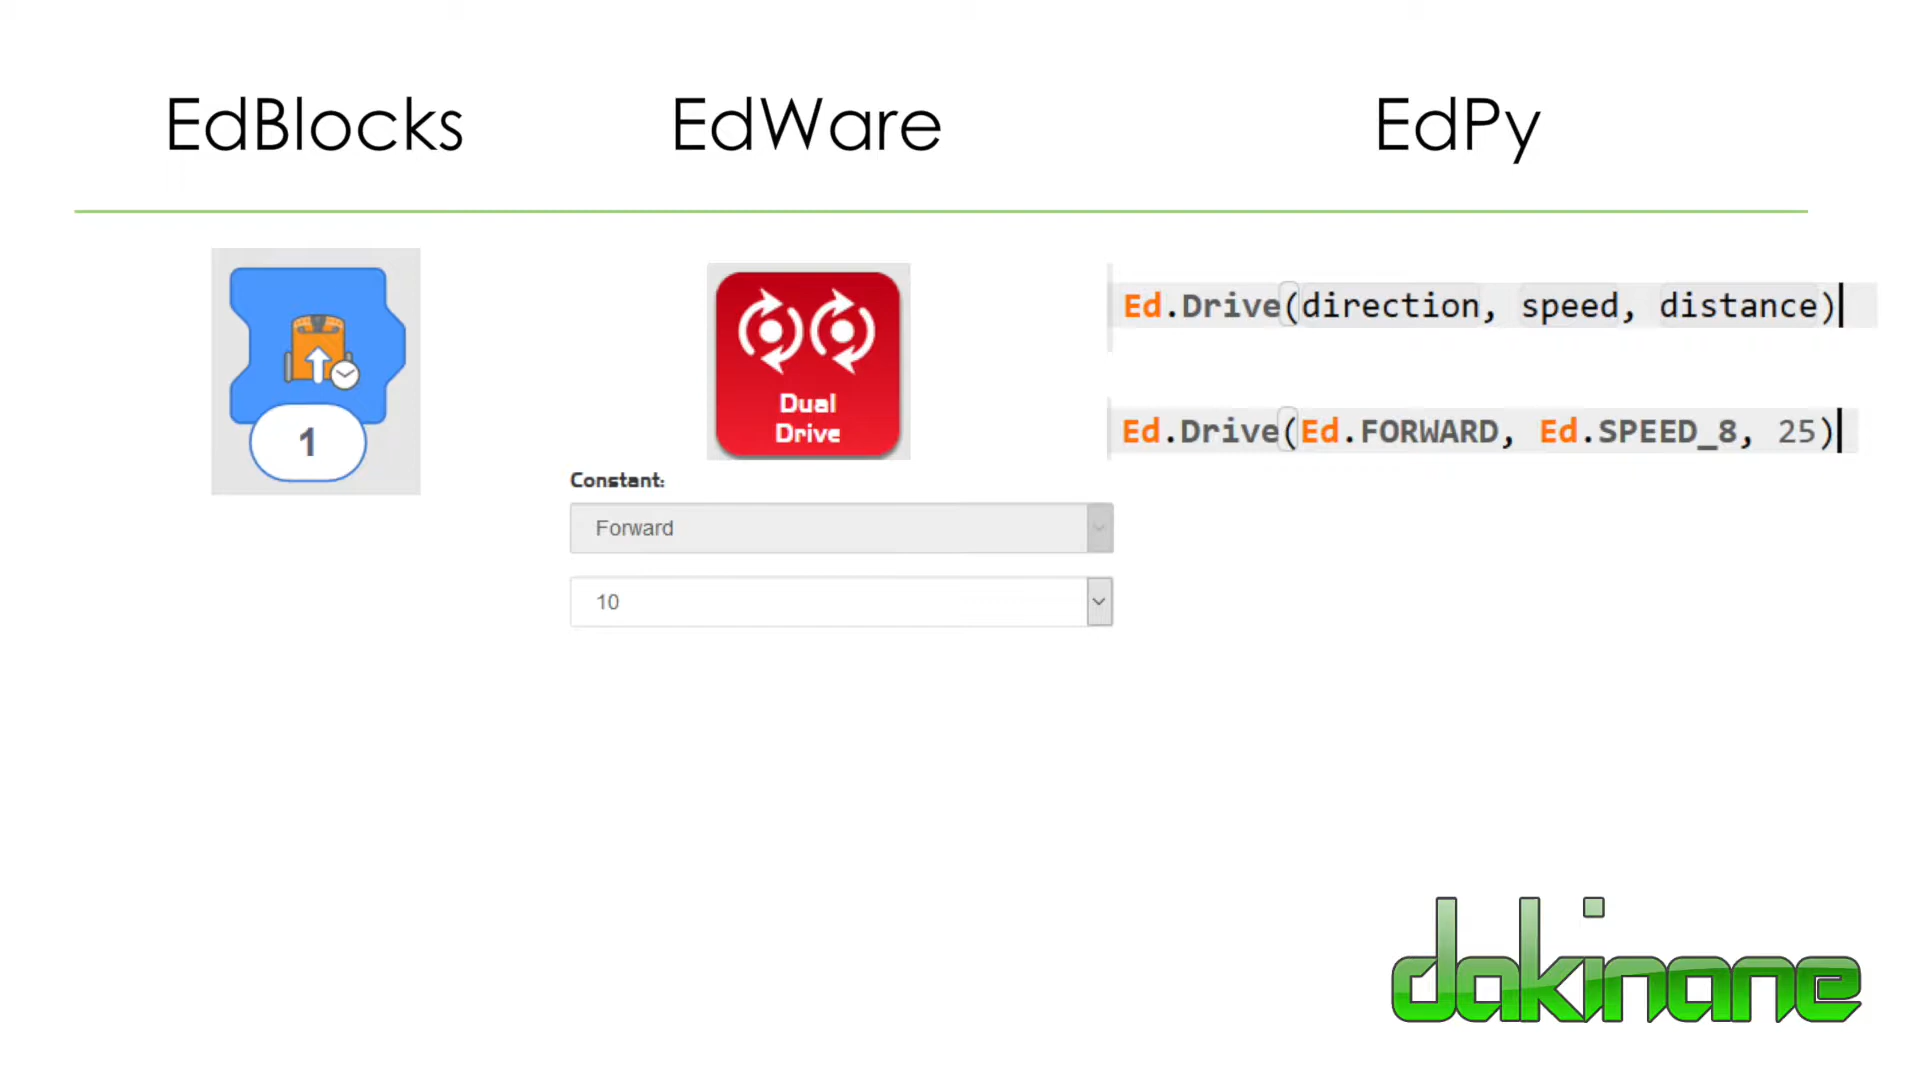 EdBlocks EdWare EdPy
1
Dual
Drive
Constant:
Forward
10
Ed.Drive(direction, speed, distance)
Ed.Drive(Ed.FORWARD, Ed.SPEED_8, 25)
dakinane